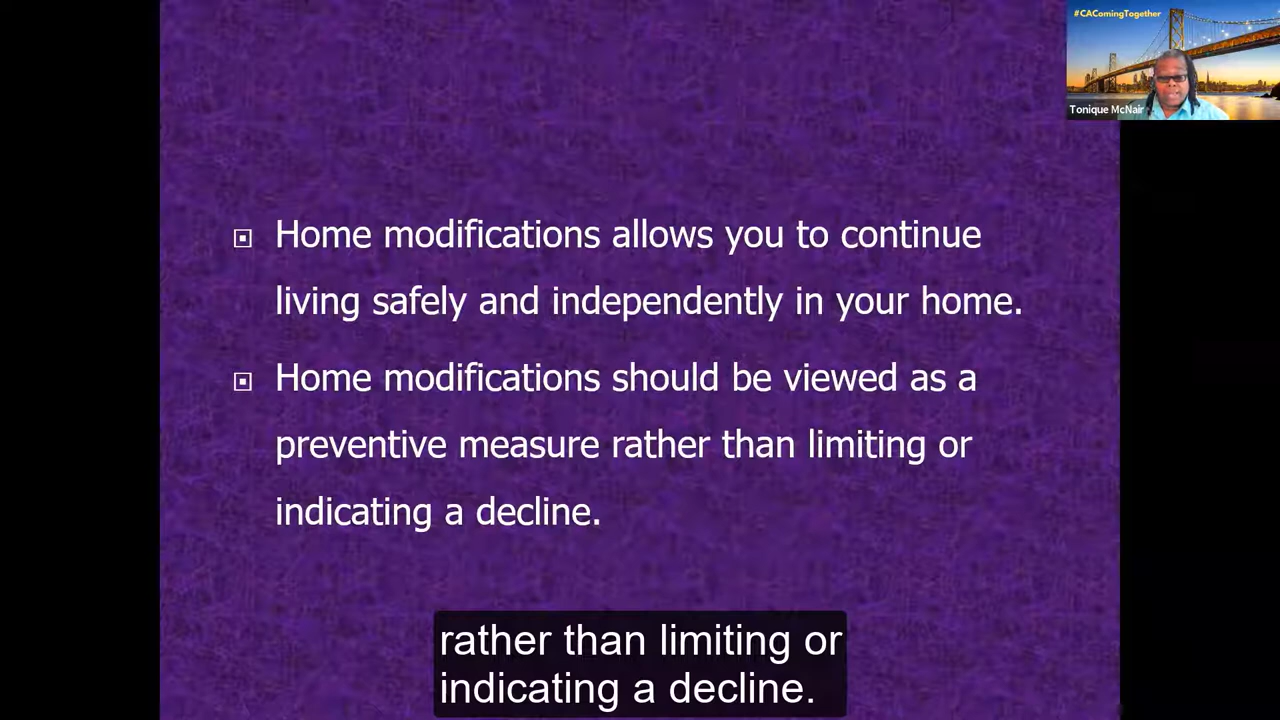 #CAComingTogether
Tonique McNair
Home modifications allows you to continue
living safely and independently in your home.
Home modifications should be viewed as a
preventive measure rather than limiting or
indicating a decline.
rather than limiting or
indicating a decline.